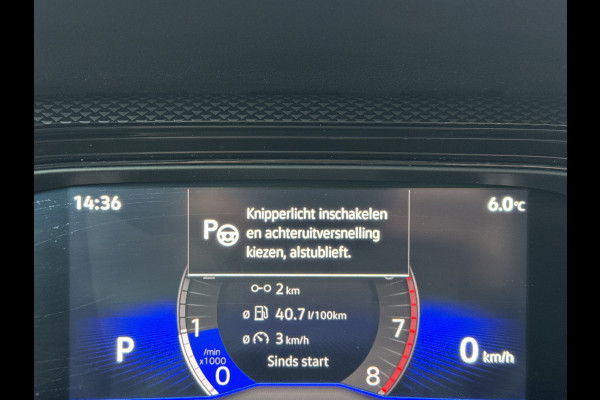 14:36
6.0°C
P
Knipperlicht inschakelen
en achteruitversnelling
kiezen, alstublieft.
2 km
Ø 40.7 l/100km
Ø 3 km/h
Sinds start
P
1
/min
x1000
0
7
8
0 km/h